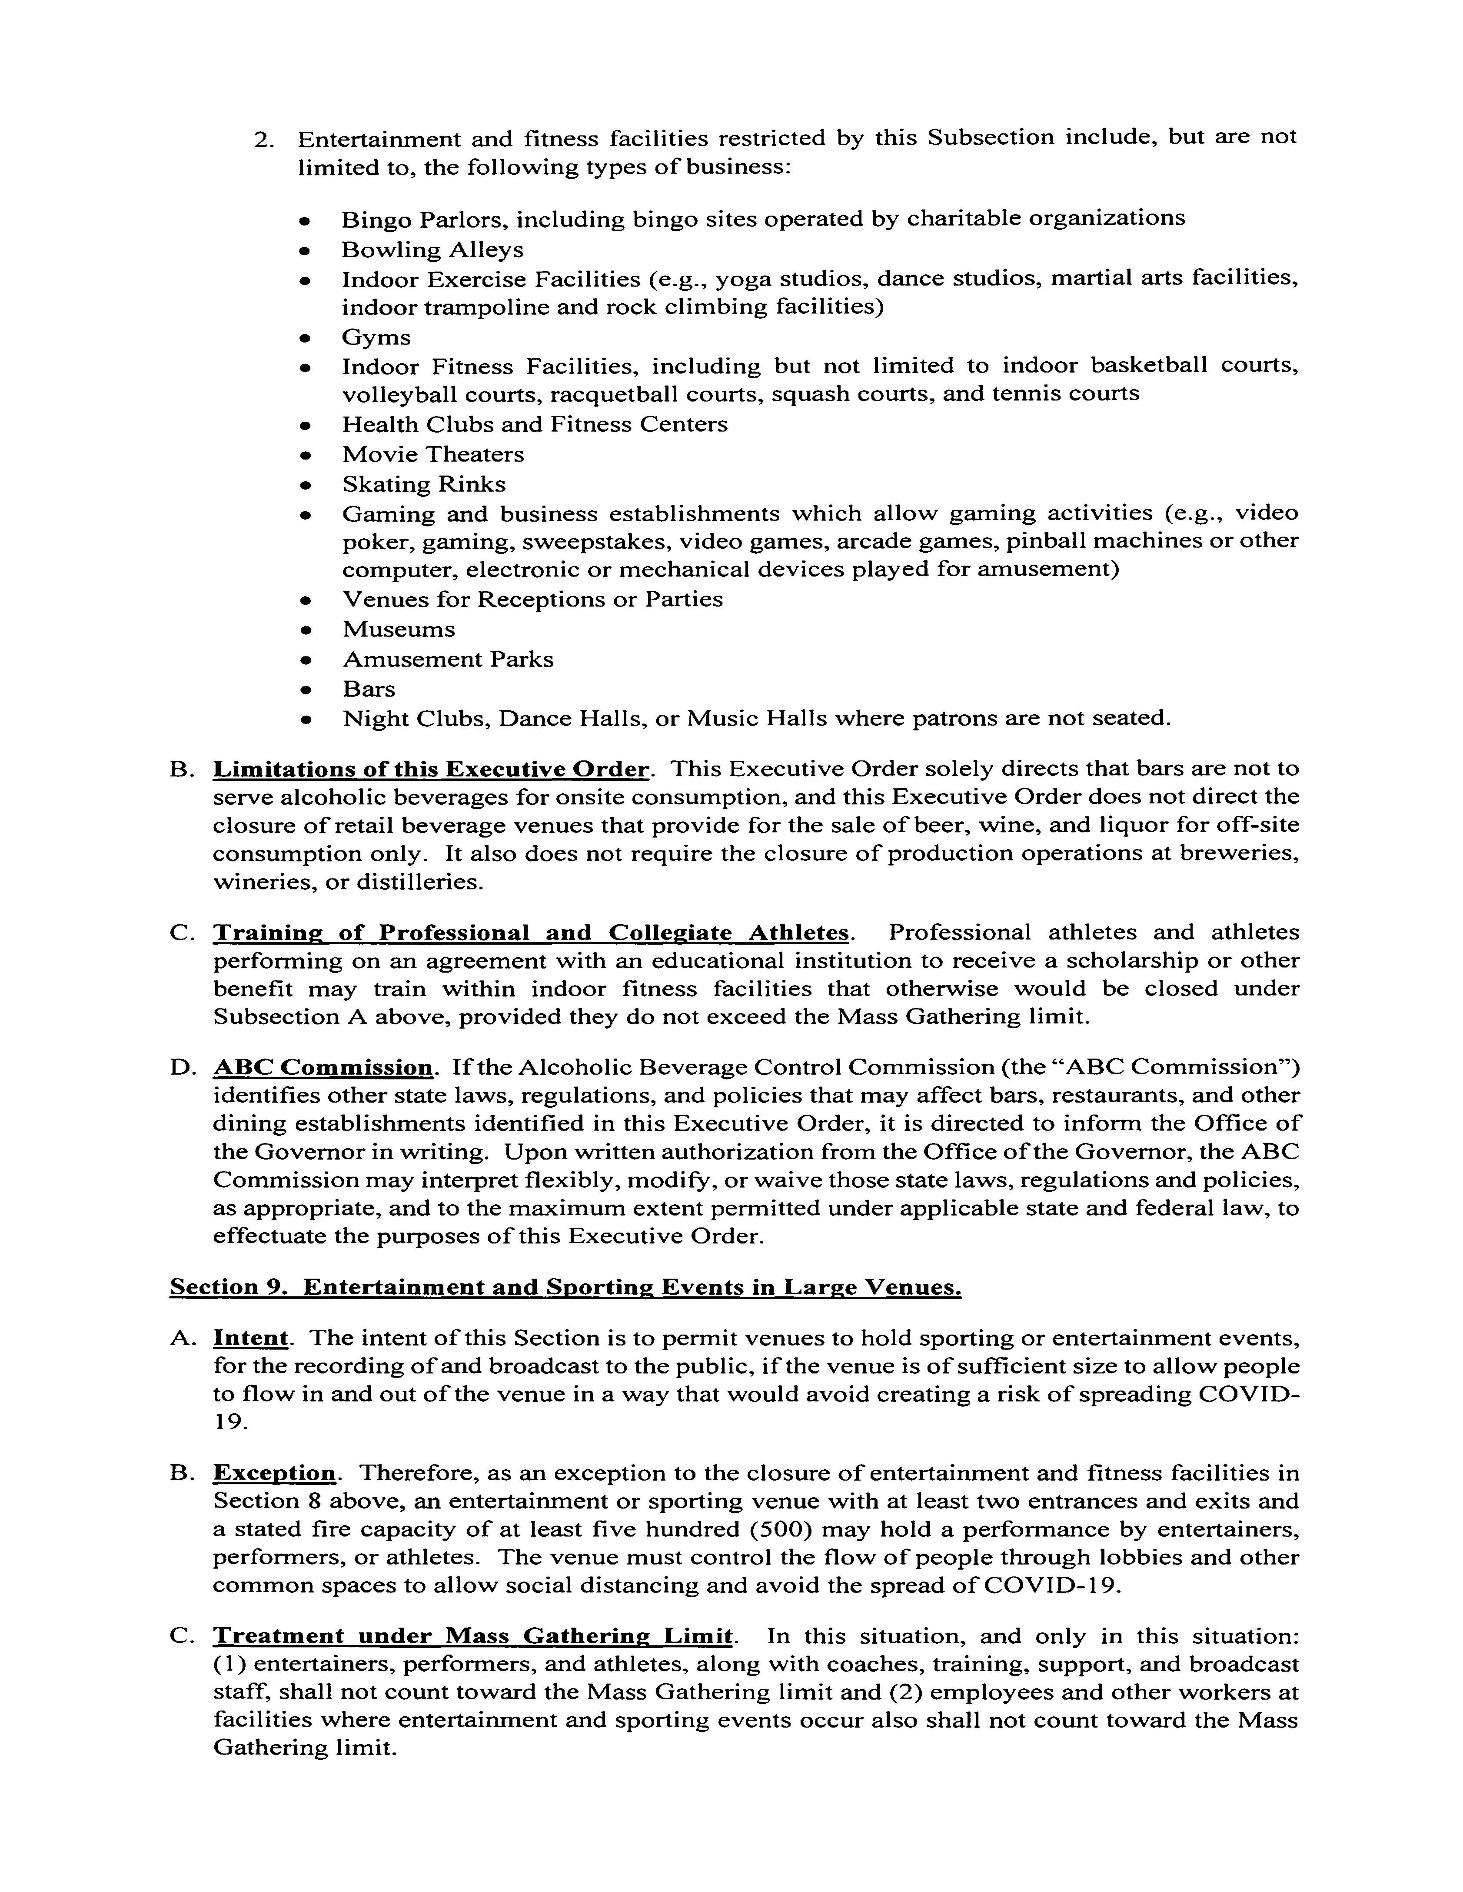 2. Entertainment and fitness facilities restricted by this Subsection include, but are not
limited to, the following types of business:
• Bingo Parlors, including bingo sites operated by charitable organizations
• Bowling Alleys
• Indoor Exercise Facilities (e.g., yoga studios, dance studios, martial arts facilities,
indoor trampoline and rock climbing facilities)
• Gyms
• Indoor Fitness Facilities, including but not limited to indoor basketball courts,
volleyball courts, racquetball courts, squash courts, and tennis courts
• Health Clubs and Fitness Centers
• Movie Theaters
• Skating Rinks
• Gaming and business establishments which allow gaming activities (e.g., video
poker, gaming, sweepstakes, video games, arcade games, pinball machines or other
computer, electronic or mechanical devices played for amusement)
• Venues for Receptions or Parties
• Museums
• Amusement Parks
• Bars
• Night Clubs, Dance Halls, or Music Halls where patrons are not seated.
B. Limitations of this Executive Order. This Executive Order solely directs that bars are not to
serve alcoholic beverages for onsite consumption, and this Executive Order does not direct the
closure of retail beverage venues that provide for the sale of beer, wine, and liquor for off-site
consumption only. It also does not require the closure of production operations at breweries,
wineries, or distilleries.
C. Training of Professional and Collegiate Athletes. Professional athletes and athletes
performing on an agreement with an educational institution to receive a scholarship or other
benefit may train within indoor fitness facilities that otherwise would be closed under
Subsection A above, provided they do not exceed the Mass Gathering limit.
D. ABC Commission. If the Alcoholic Beverage Control Commission (the “ABC Commission”)
identifies other state laws, regulations, and policies that may affect bars, restaurants, and other
dining establishments identified in this Executive Order, it is directed to inform the Office of
the Governor in writing. Upon written authorization from the Office of the Governor, the ABC
Commission may interpret flexibly, modify, or waive those state laws, regulations and policies,
as appropriate, and to the maximum extent permitted under applicable state and federal law, to
effectuate the purposes of this Executive Order.
Section 9. Entertainment and Sporting Events in Large Venues.
A. Intent. The intent of this Section is to permit venues to hold sporting or entertainment events,
for the recording of and broadcast to the public, if the venue is of sufficient size to allow people
to flow in and out of the venue in a way that would avoid creating a risk of spreading COVID-
19.
B. Exception. Therefore, as an exception to the closure of entertainment and fitness facilities in
Section 8 above, an entertainment or sporting venue with at least two entrances and exits and
a stated fire capacity of at least five hundred (500) may hold a performance by entertainers,
performers, or athletes. The venue must control the flow of people through lobbies and other
common spaces to allow social distancing and avoid the spread of COVID-19.
C. Treatment under Mass Gathering Limit. In this situation, and only in this situation:
(1) entertainers, performers, and athletes, along with coaches, training, support, and broadcast
staff, shall not count toward the Mass Gathering limit and (2) employees and other workers at
facilities where entertainment and sporting events occur also shall not count toward the Mass
Gathering limit.